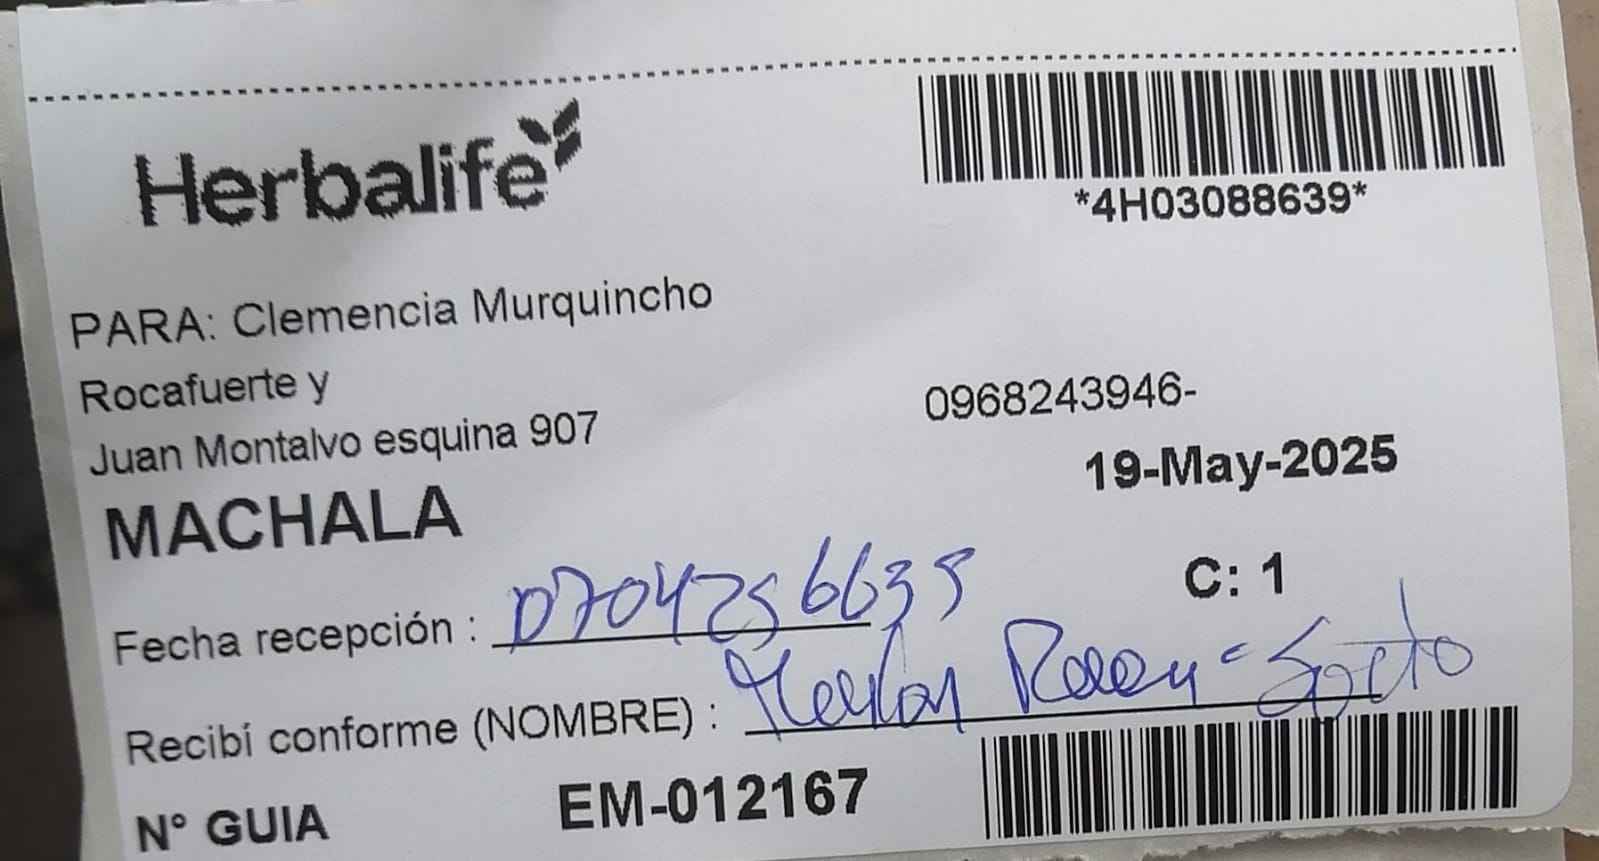 Herbalife
*4H03088639*
PARA: Clemencia Murquincho
Rocafuerte y
0968243946-
Juan Montalvo esquina 907
19-May-2025
MACHALA
C: 1
Fecha recepción : 0704256635
Recibí conforme (NOMBRE) :
N° GUIA EM-012167